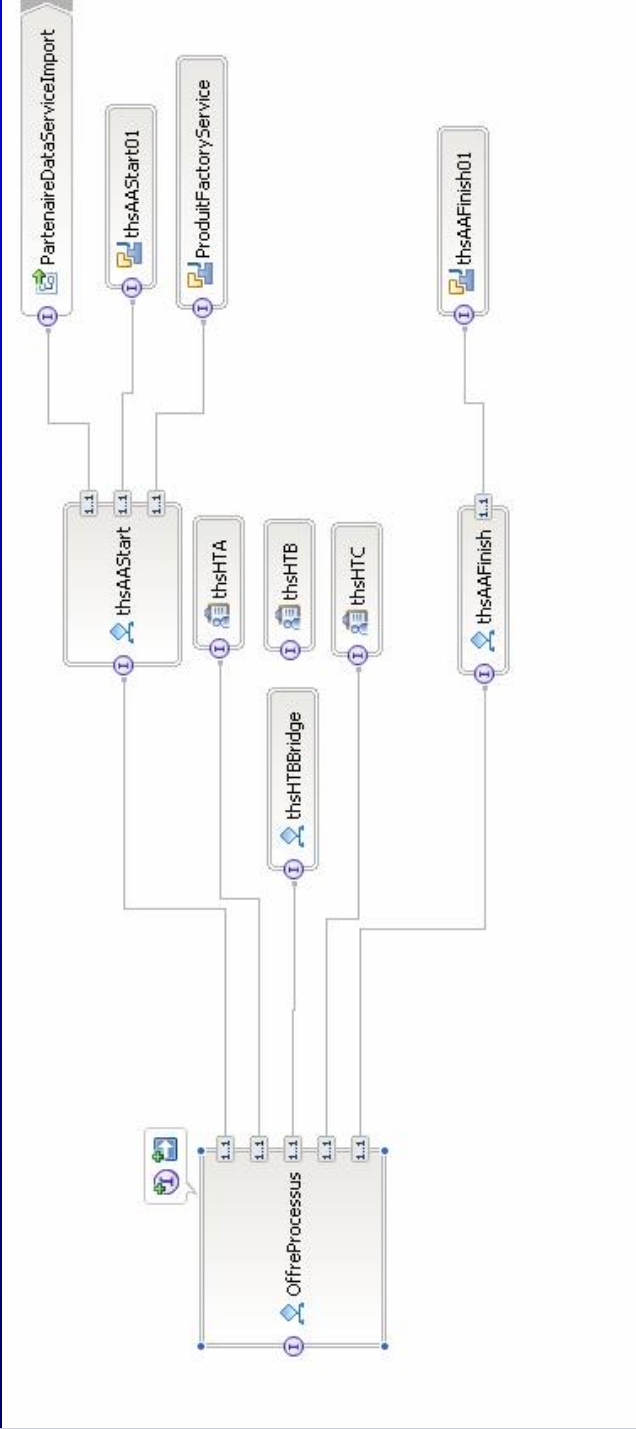 OffreProcessus
I
1..1
1..1
1..1
1..1
1..1
I
thsAAStart
I
1..1
1..1
1..1
thsHTA
I
thsHTBBridge
I
thsHTB
I
thsHTC
I
thsAAFinish
I
1..1
PartenaireDataServiceImport
I
thsAAStart01
I
ProduitFactoryService
I
thsAAFinish01
I